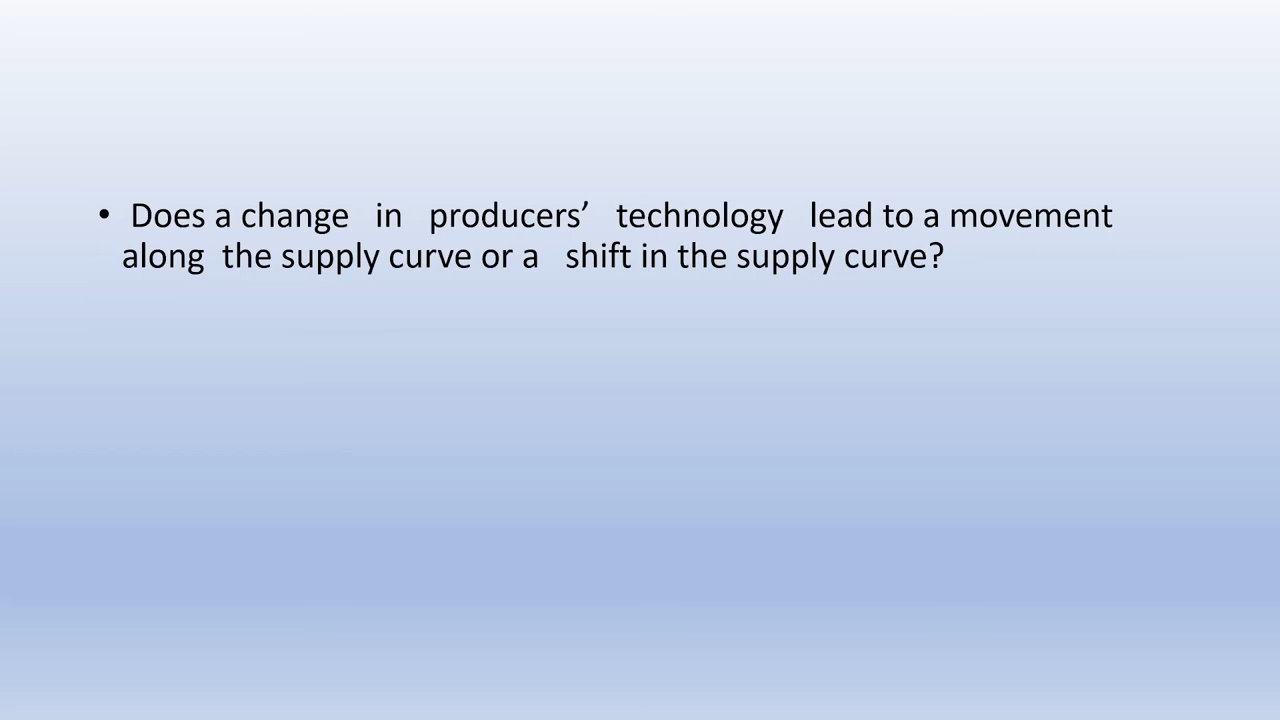 • Does a change in producers’ technology lead to a movement
along the supply curve or a shift in the supply curve?